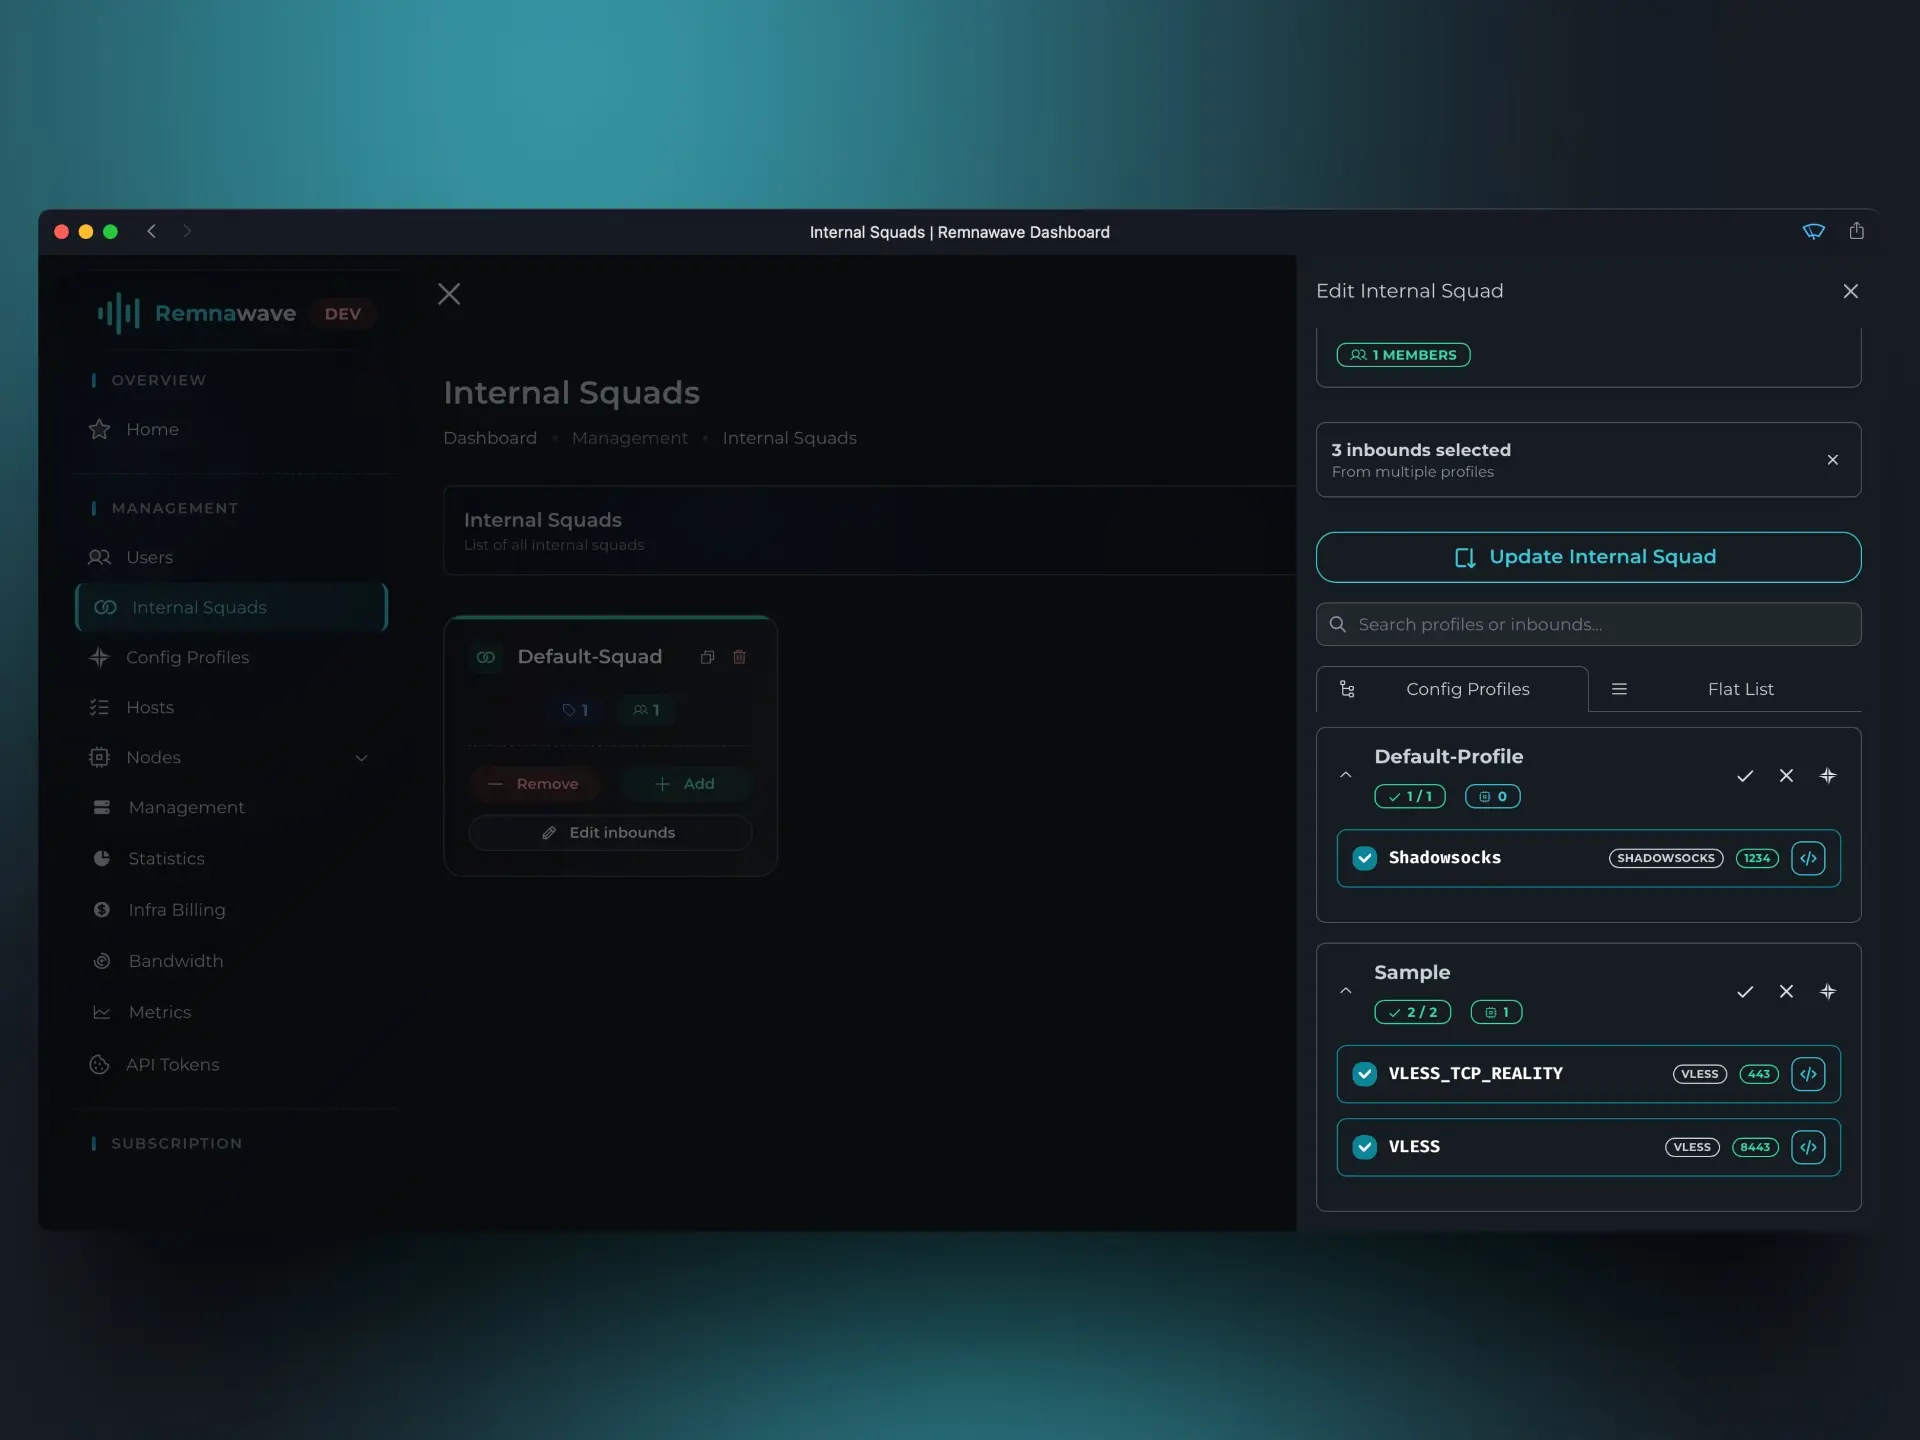 Internal Squads | Remnawave Dashboard
Remnawave DEV
OVERVIEW
Home
MANAGEMENT
Users
Internal Squads
Config Profiles
Hosts
Nodes
Management
Statistics
Infra Billing
Bandwidth
Metrics
API Tokens
SUBSCRIPTION
Internal Squads
Dashboard • Management • Internal Squads
Internal Squads
List of all internal squads
Default-Squad
1 1
Remove Add
Edit inbounds
Edit Internal Squad
1 MEMBERS
3 inbounds selected
From multiple profiles
Update Internal Squad
Search profiles or inbounds...
Config Profiles Flat List
Default-Profile
1 / 1 0
Shadowsocks SHADOWSOCKS 1234
Sample
2 / 2 1
VLESS_TCP_REALITY VLESS 443
VLESS VLESS 8443